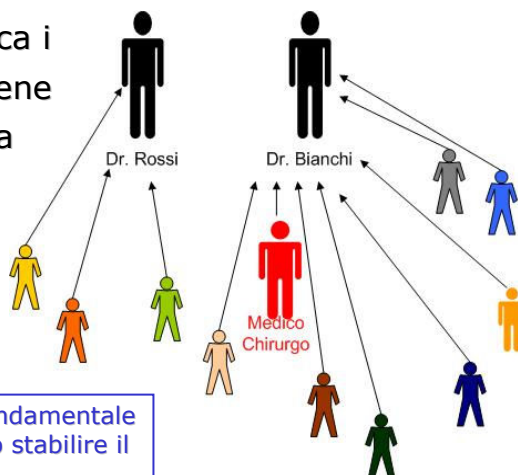 ca i
ene
a
Dr. Rossi
Dr. Bianchi
Medico
Chirurgo
ndamentale
o stabilire il